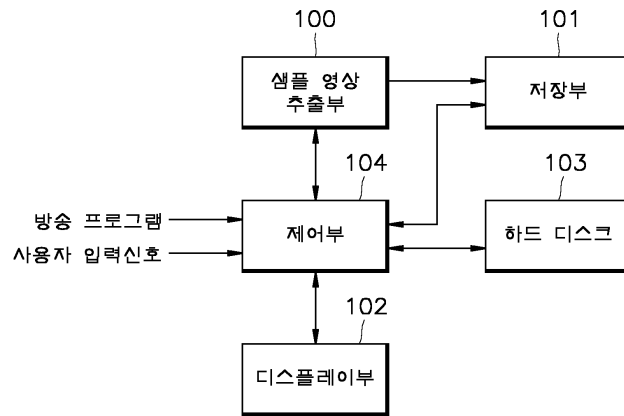 100
101
샘플 영상
추출부
저장부
104
103
방송 프로그램
제어부
하드 디스크
사용자 입력신호
102
디스플레이부